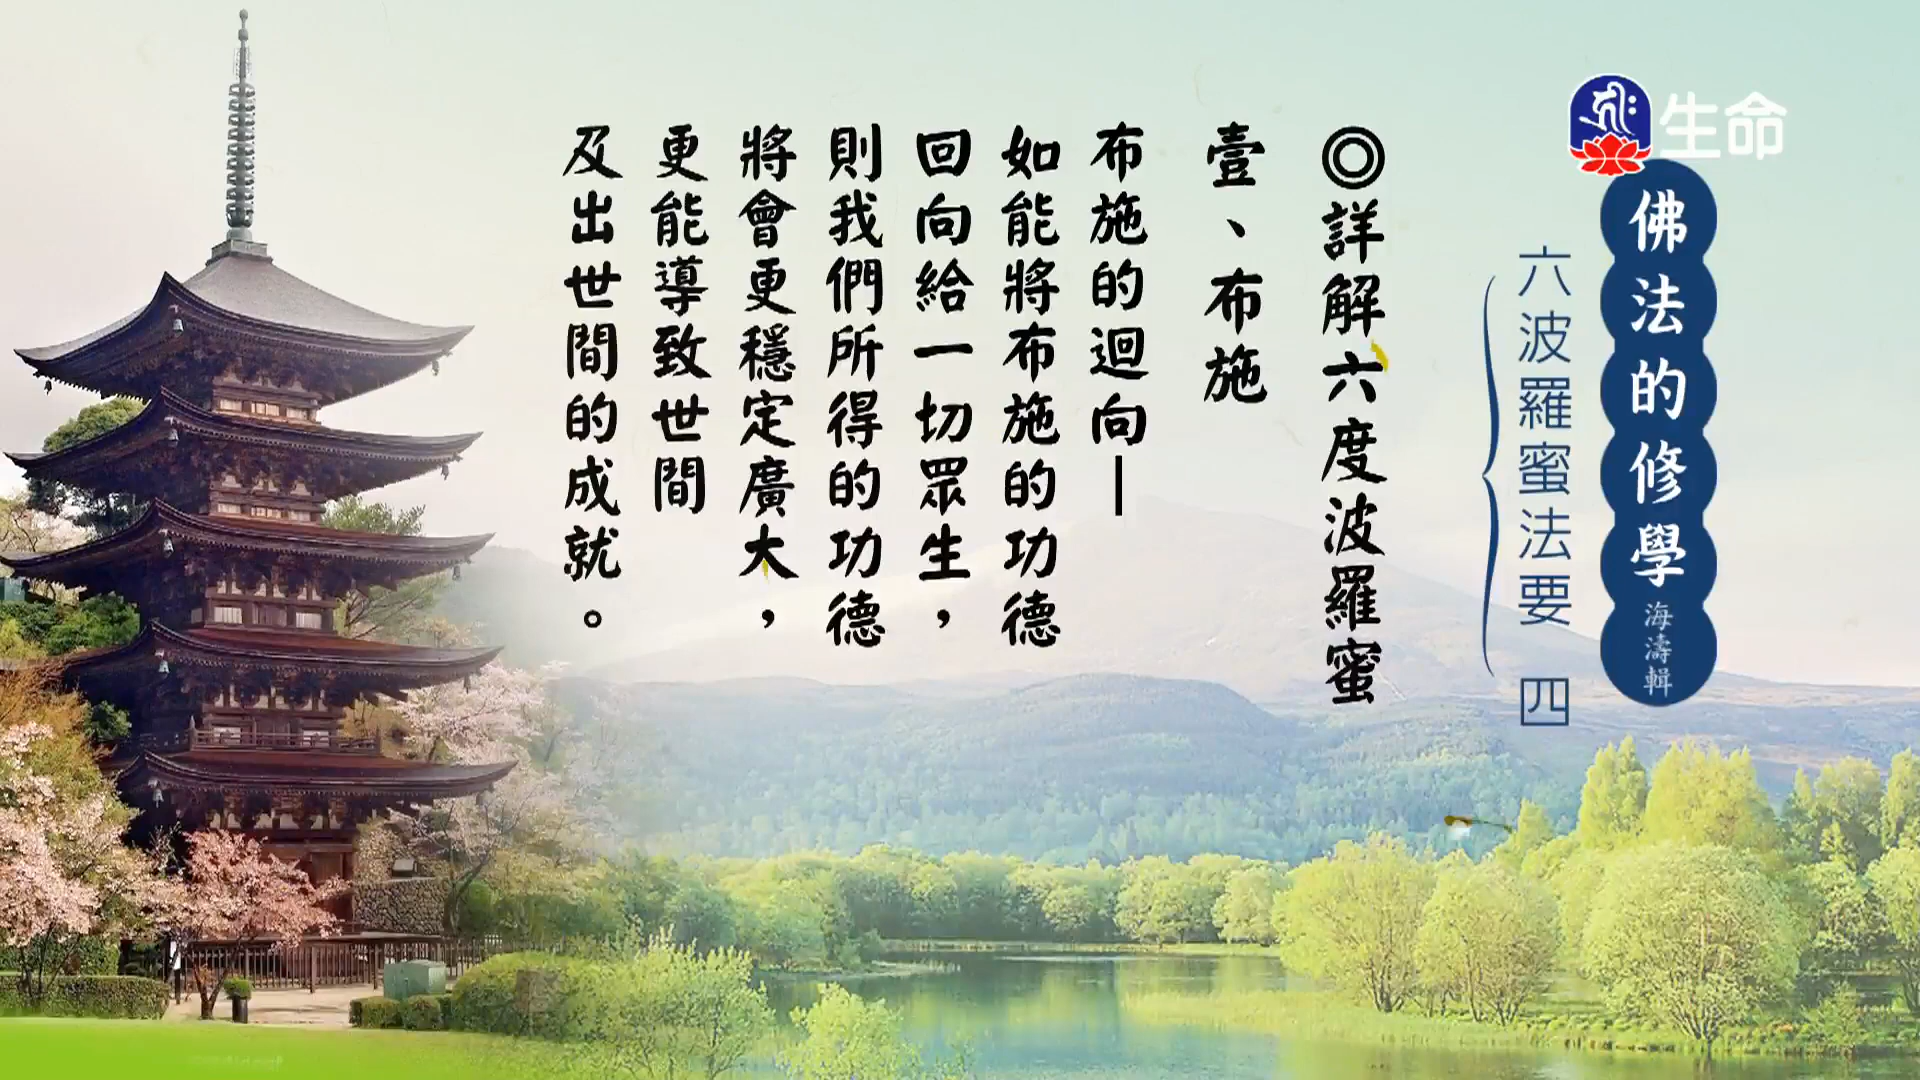 生命
佛法的修學
海濤輯
六波羅蜜法要 四
◎詳解六度波羅蜜
壹、布施
布施的迴向—
如能將布施的功德
回向給一切眾生，
則我們所得的功德
將會更穩定廣大，
更能導致世間
及出世間的成就。